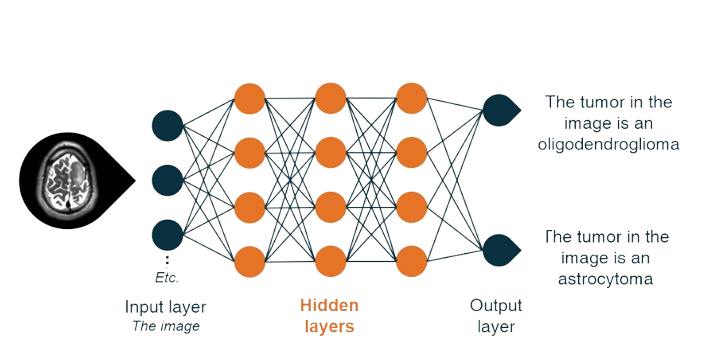 The tumor in the
image is an
oligodendroglioma
The tumor in the
image is an
astrocytoma
Etc.
Input layer
The image
Hidden
layers
Output
layer